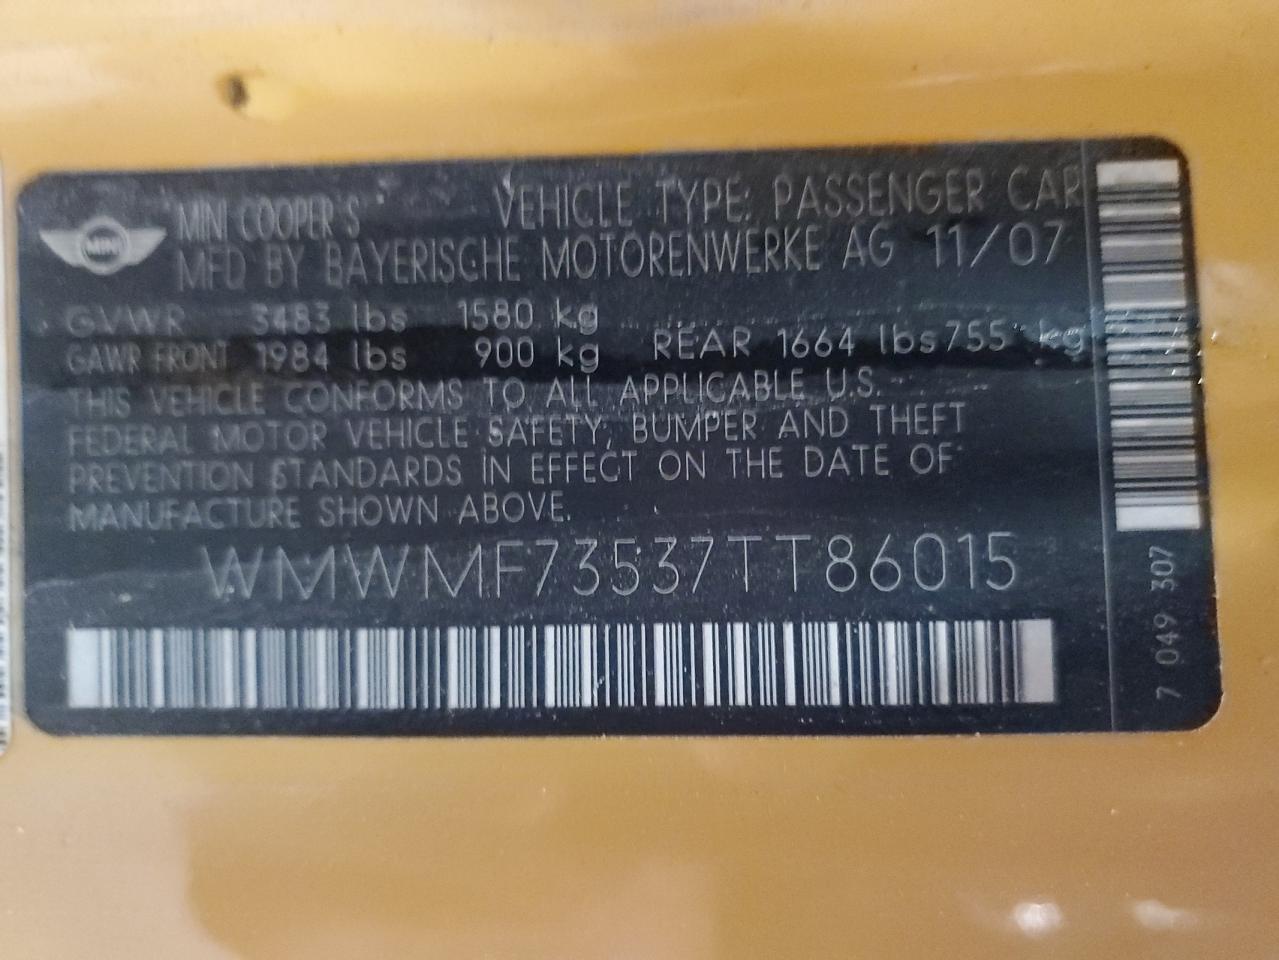 MINI COOPER S VEHICLE TYPE: PASSENGER CAR
MINI
MFD BY BAYERISCHE MOTORENWERKE AG 11/07
GVWR 3483 lbs 1580 kg
GAWR FRONT 1984 lbs 900 kg REAR 1664 lbs 755 kg
THIS VEHICLE CONFORMS TO ALL APPLICABLE U.S.
FEDERAL MOTOR VEHICLE SAFETY, BUMPER AND THEFT
PREVENTION STANDARDS IN EFFECT ON THE DATE OF
MANUFACTURE SHOWN ABOVE.
WMWMF73537TT86015
7 049 307